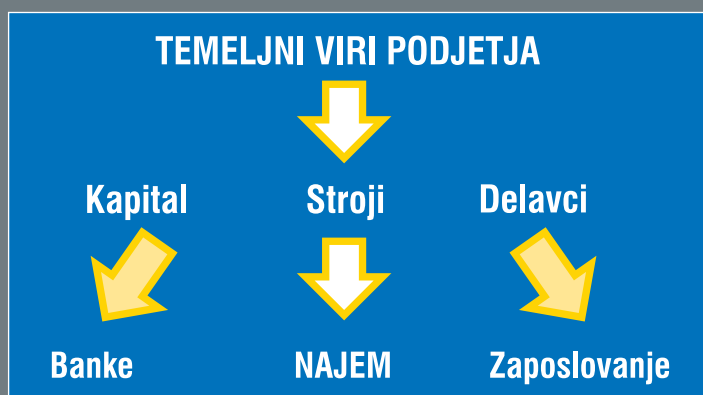 TEMELJNI VIRI PODJETJA
Kapital Stroji Delavci
Banke NAJEM Zaposlovanje